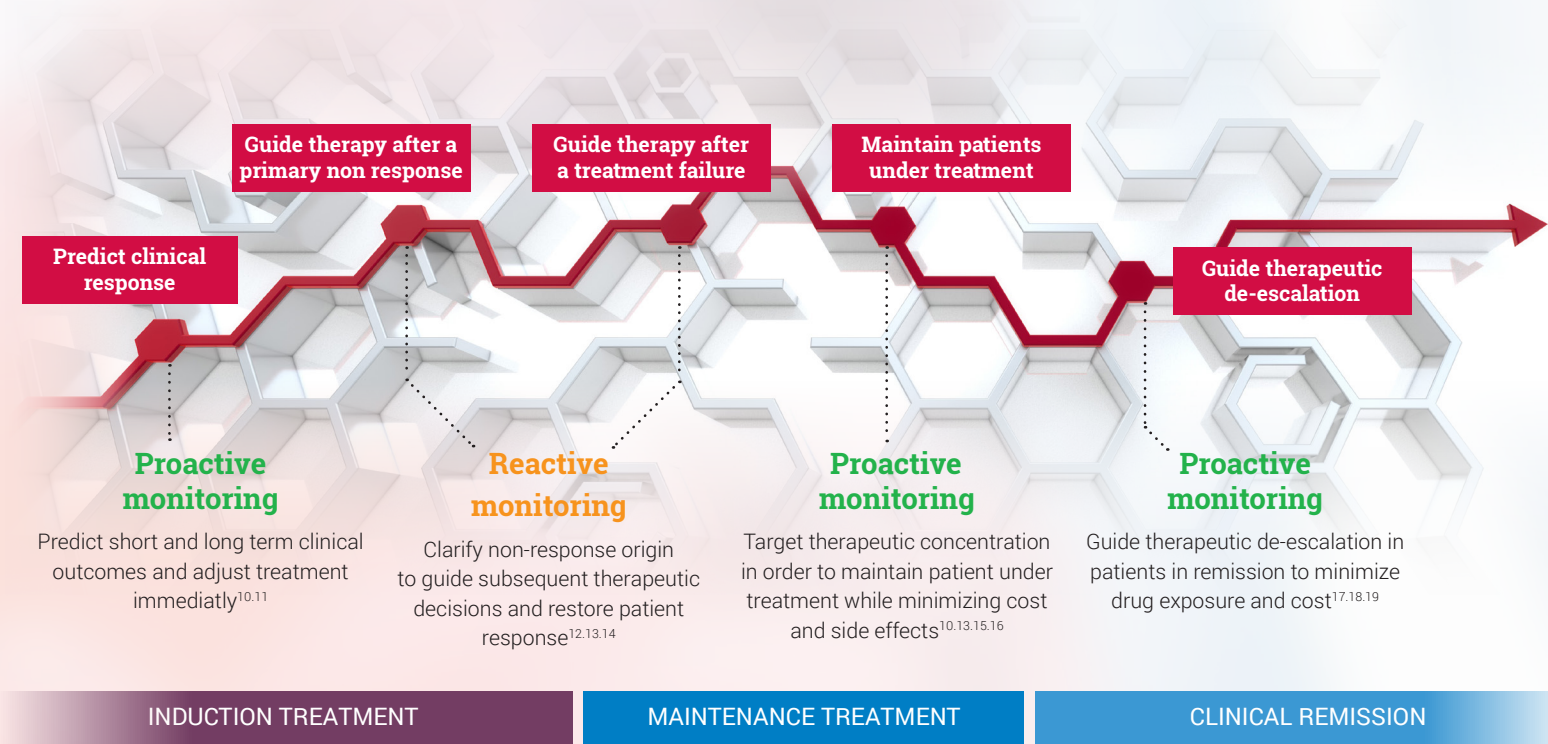 Guide therapy after a
primary non response
Guide therapy after
a treatment failure
Maintain patients
under treatment
Predict clinical
response
Guide therapeutic
de-escalation
Proactive
monitoring
Predict short and long term clinical
outcomes and adjust treatment
immediatly10.11
Reactive
monitoring
Clarify non-response origin
to guide subsequent therapeutic
decisions and restore patient
response12.13.14
Proactive
monitoring
Target therapeutic concentration
in order to maintain patient under
treatment while minimizing cost
and side effects10.13.15.16
Proactive
monitoring
Guide therapeutic de-escalation in
patients in remission to minimize
drug exposure and cost17.18.19
INDUCTION TREATMENT
MAINTENANCE TREATMENT
CLINICAL REMISSION